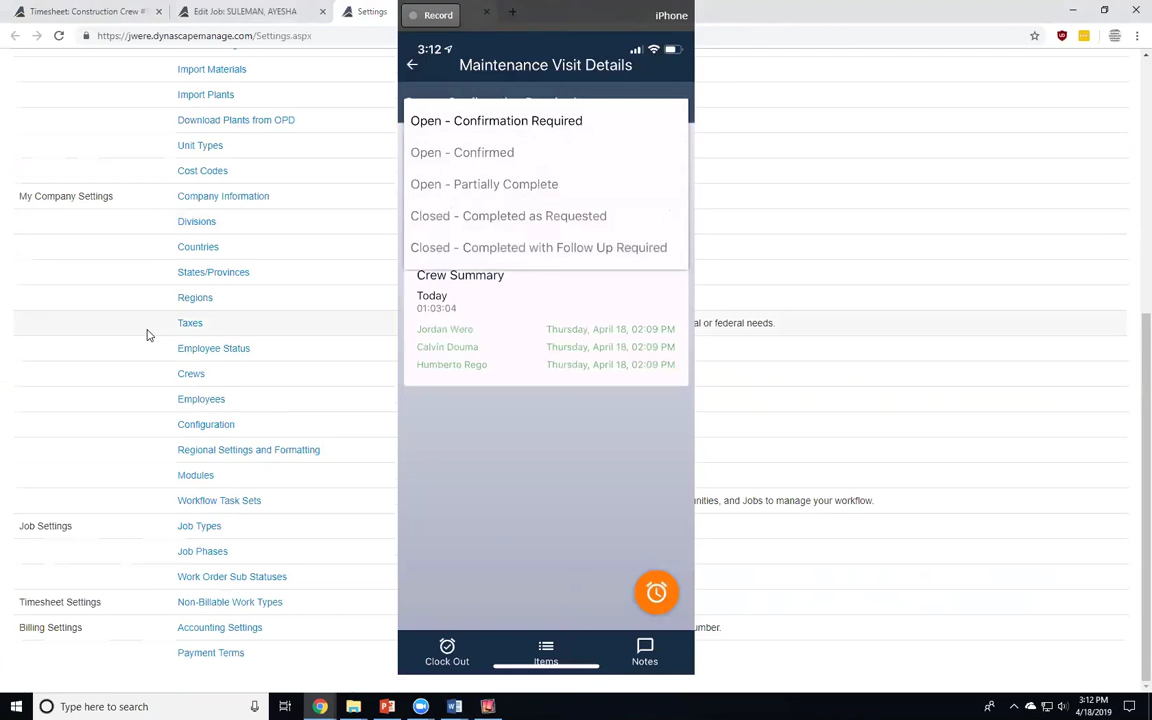 Timesheet: Construction Crew #
Edit Job: SULEMAN, AYESHA
Settings
Record
iPhone
https://jwere.dynascapemanage.com/Settings.aspx
3:12
Maintenance Visit Details
Open - Confirmation Required
Open - Confirmed
Open - Partially Complete
Closed - Completed as Requested
Closed - Completed with Follow Up Required
Crew Summary
Today
01:03:04
Jordan Wero Thursday, April 18, 02:09 PM
Calvin Douma Thursday, April 18, 02:09 PM
Humberto Rego Thursday, April 18, 02:09 PM
Clock Out
Items
Notes
Import Materials
Import Plants
Download Plants from OPD
Unit Types
Cost Codes
My Company Settings Company Information
Divisions
Countries
States/Provinces
Regions
Taxes al or federal needs.
Employee Status
Crews
Employees
Configuration
Regional Settings and Formatting
Modules
Workflow Task Sets unities, and Jobs to manage your workflow.
Job Settings Job Types
Job Phases
Work Order Sub Statuses
Timesheet Settings Non-Billable Work Types
Billing Settings Accounting Settings umber.
Payment Terms
Type here to search
3:12 PM
4/18/2019